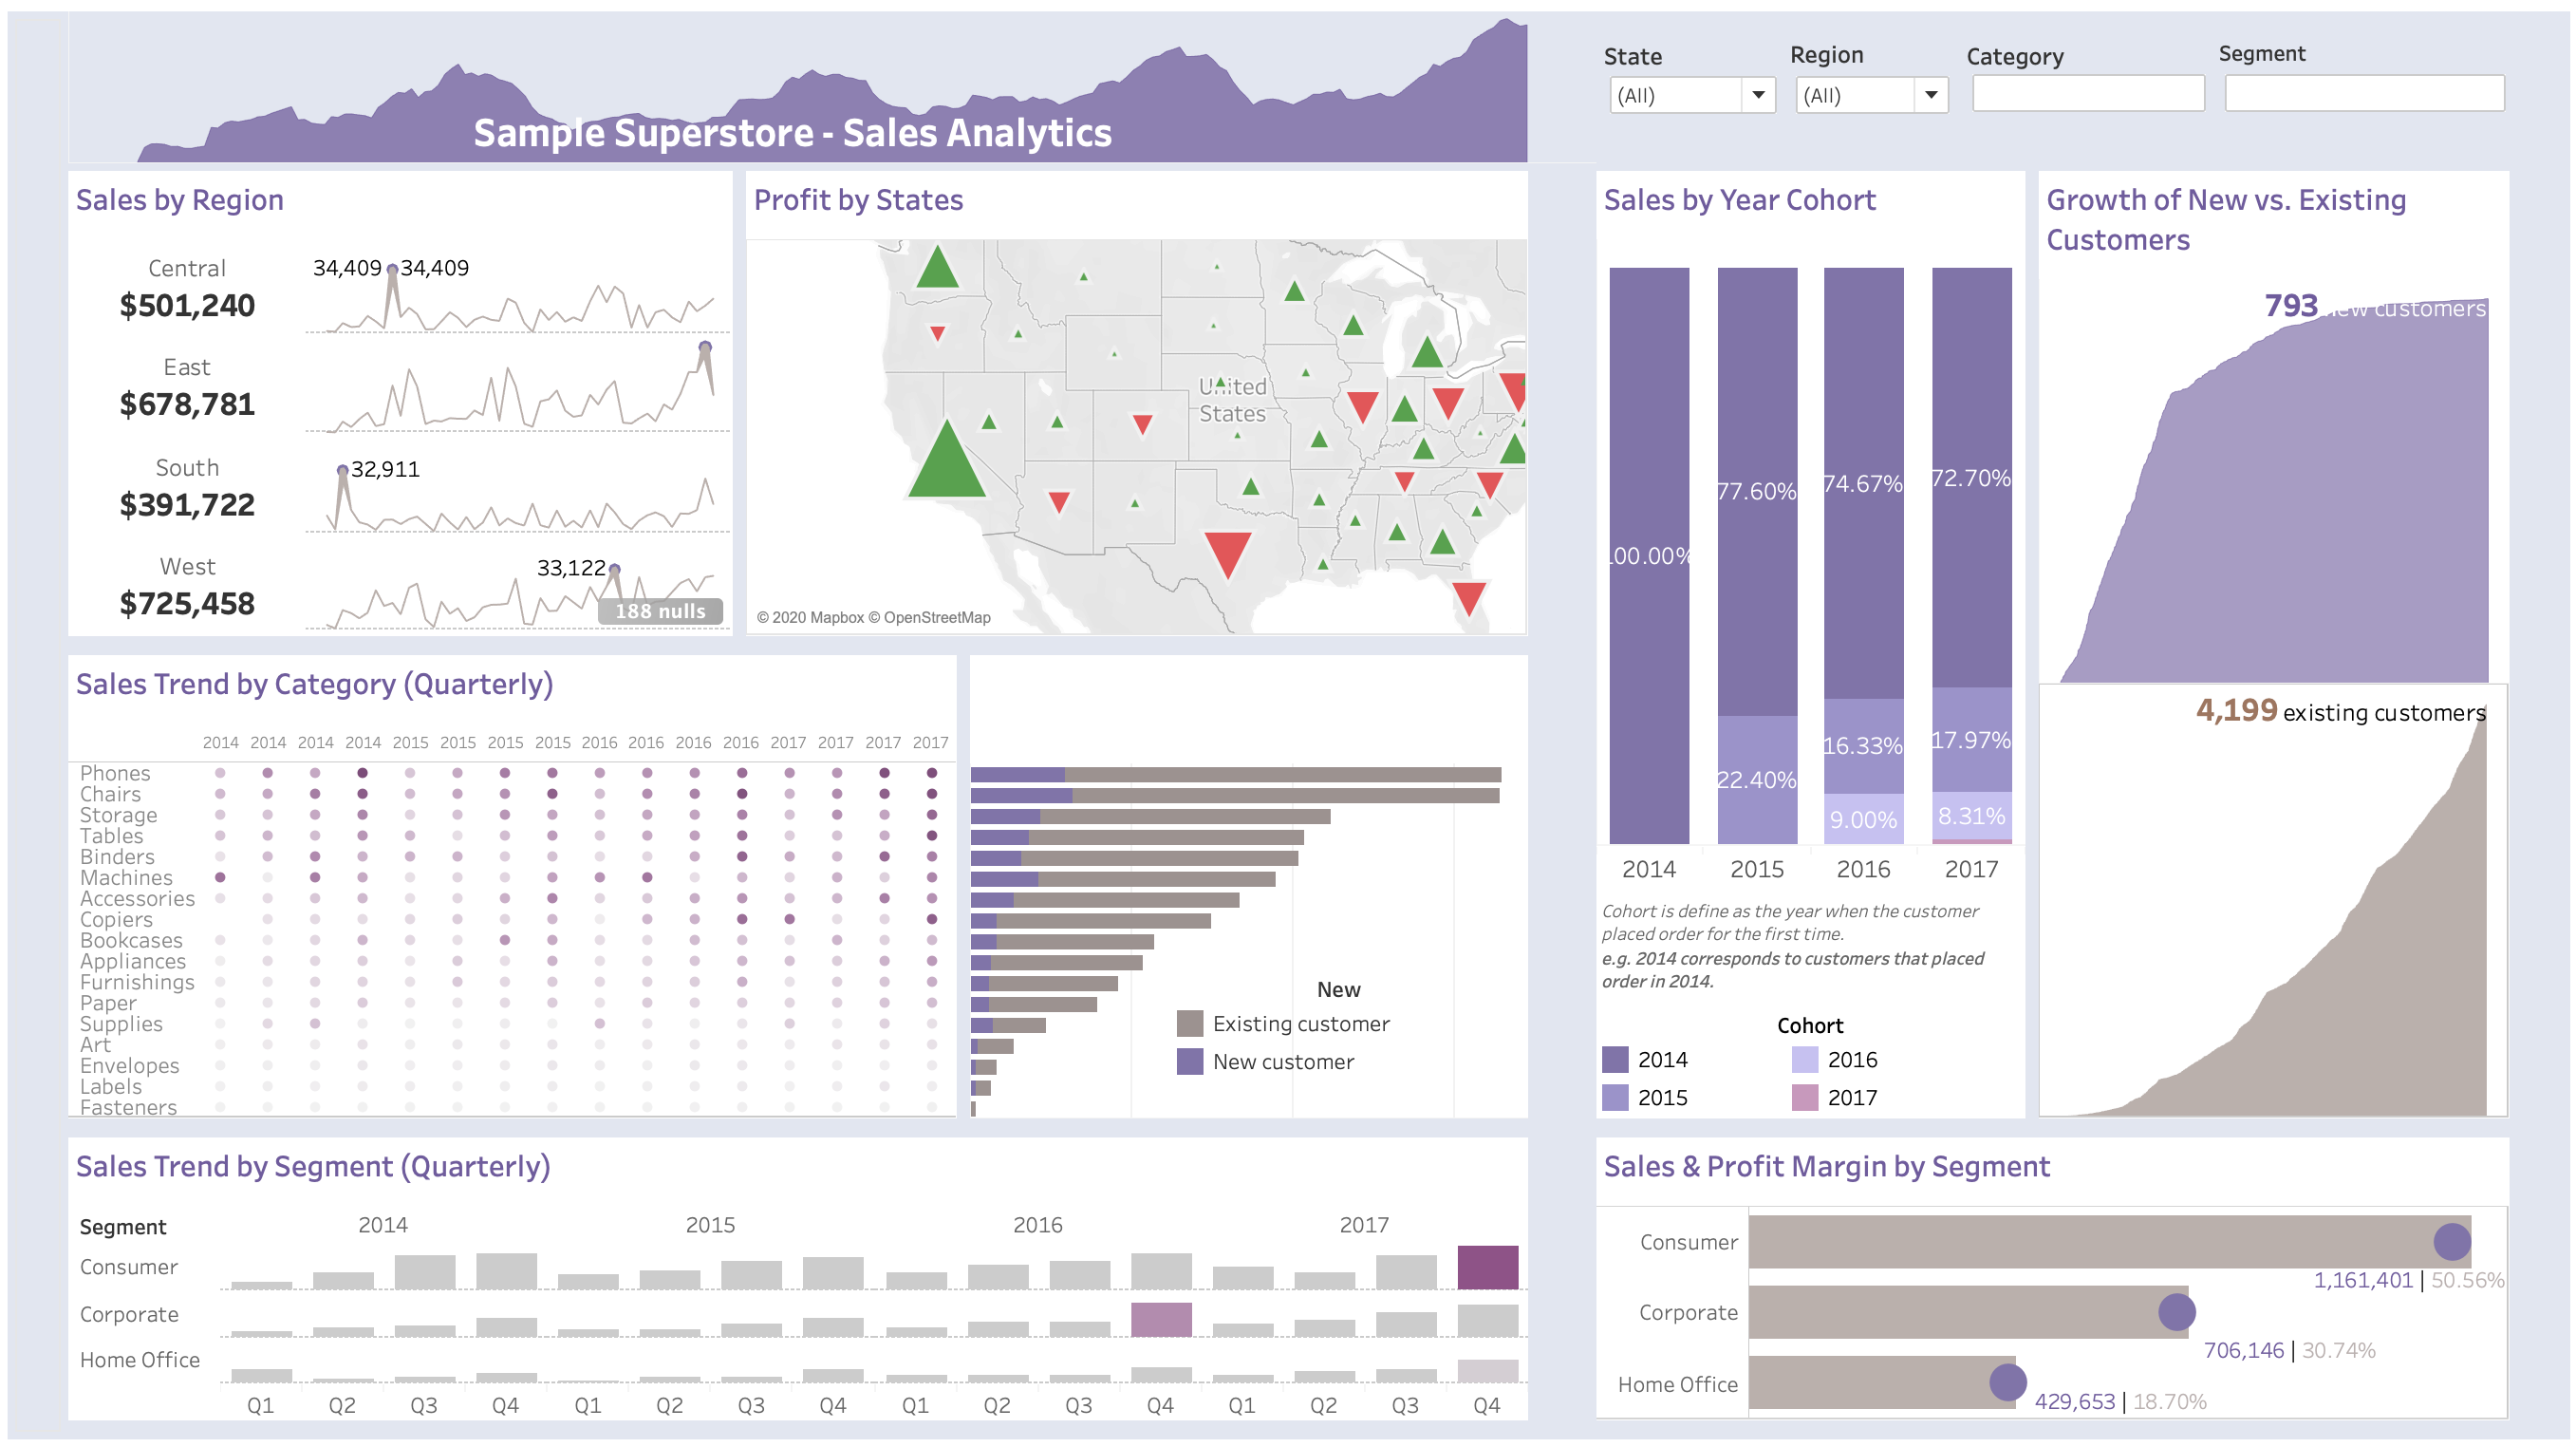 Sample Superstore - Sales Analytics
State
Region
Category
Segment
(All)
(All)
Sales by Region
Central
$501,240
34,409
34,409
East
$678,781
South
$391,722
32,911
West
$725,458
33,122
188 nulls
Profit by States
United
States
© 2020 Mapbox © OpenStreetMap
Sales by Year Cohort
77.60%
74.67%
72.70%
00.00%
16.33%
17.97%
22.40%
9.00%
8.31%
2014
2015
2016
2017
Cohort is define as the year when the customer
placed order for the first time.
e.g. 2014 corresponds to customers that placed
order in 2014.
Cohort
2014
2016
2015
2017
Growth of New vs. Existing
Customers
793 new customers
4,199 existing customers
Sales Trend by Category (Quarterly)
2014 2014 2014 2014 2015 2015 2015 2015 2016 2016 2016 2016 2017 2017 2017 2017
Phones
Chairs
Storage
Tables
Binders
Machines
Accessories
Copiers
Bookcases
Appliances
Furnishings
Paper
Supplies
Art
Envelopes
Labels
Fasteners
New
Existing customer
New customer
Sales Trend by Segment (Quarterly)
Segment
2014
2015
2016
2017
Consumer
Corporate
Home Office
Q1 Q2 Q3 Q4 Q1 Q2 Q3 Q4 Q1 Q2 Q3 Q4 Q1 Q2 Q3 Q4
Sales & Profit Margin by Segment
Consumer
1,161,401 | 50.56%
Corporate
706,146 | 30.74%
Home Office
429,653 | 18.70%